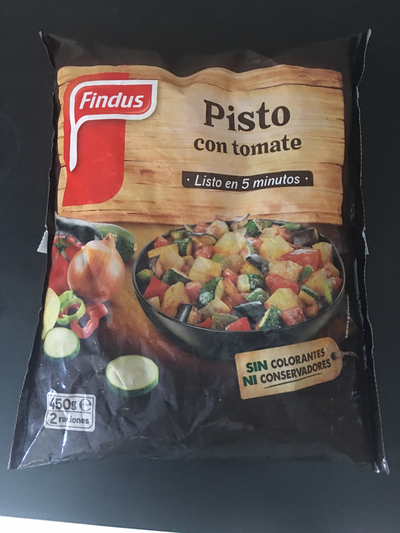 Findus
Pisto
con tomate
· Listo en 5 minutos ·
SIN COLORANTES
NI CONSERVADORES
450g e
2 raciones